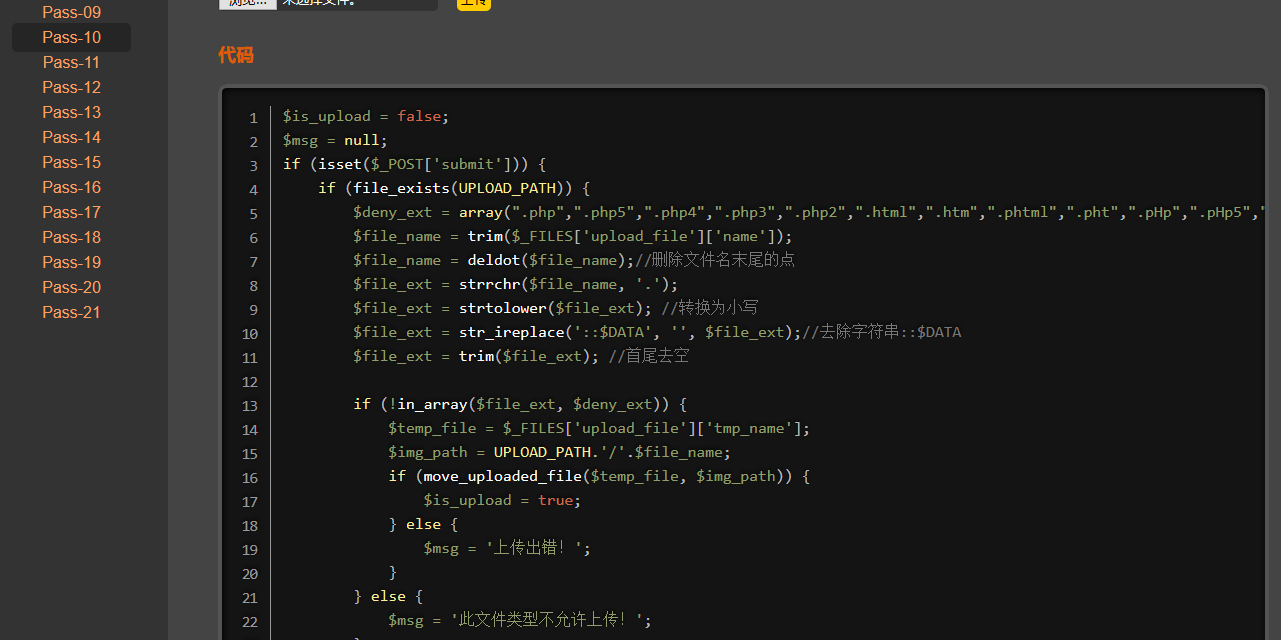 Pass-09
Pass-10
Pass-11
Pass-12
Pass-13
Pass-14
Pass-15
Pass-16
Pass-17
Pass-18
Pass-19
Pass-20
Pass-21
浏览... 未选择文件。 上传
代码
1 $is_upload = false;
2 $msg = null;
3 if (isset($_POST['submit'])) {
4     if (file_exists(UPLOAD_PATH)) {
5         $deny_ext = array(".php",".php5",".php4",".php3",".php2",".html",".htm",".phtml",".pht",".pHp",".pHp5","
6         $file_name = trim($_FILES['upload_file']['name']);
7         $file_name = deldot($file_name);//删除文件名末尾的点
8         $file_ext = strrchr($file_name, '.');
9         $file_ext = strtolower($file_ext); //转换为小写
10         $file_ext = str_ireplace('::$DATA', '', $file_ext);//去除字符串::$DATA
11         $file_ext = trim($file_ext); //首尾去空
12
13         if (!in_array($file_ext, $deny_ext)) {
14             $temp_file = $_FILES['upload_file']['tmp_name'];
15             $img_path = UPLOAD_PATH.'/'.$file_name;
16             if (move_uploaded_file($temp_file, $img_path)) {
17                 $is_upload = true;
18             } else {
19                 $msg = '上传出错！';
20             }
21         } else {
22             $msg = '此文件类型不允许上传！';